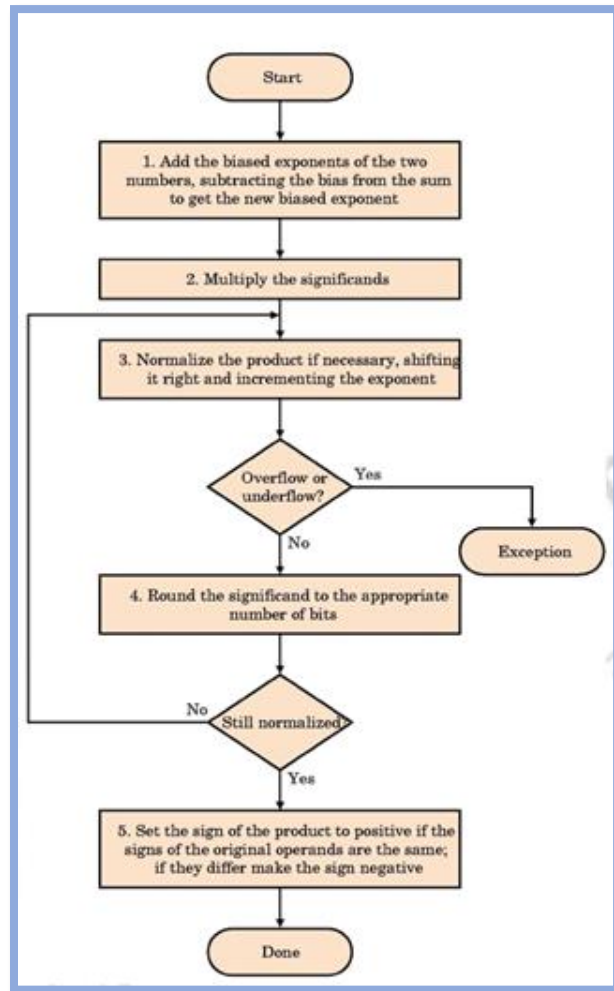 Start
1. Add the biased exponents of the two
numbers, subtracting the bias from the sum
to get the new biased exponent
2. Multiply the significands
3. Normalize the product if necessary, shifting
it right and incrementing the exponent
Overflow or
underflow?
Yes
No
Exception
4. Round the significand to the appropriate
number of bits
No
Still normalized?
Yes
5. Set the sign of the product to positive if the
signs of the original operands are the same;
if they differ make the sign negative
Done